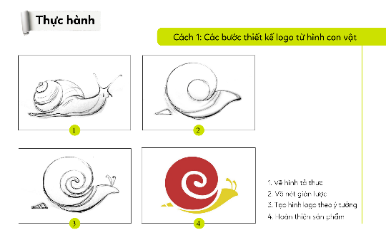 Thực hành
Cách 1: Các bước thiết kế logo từ hình con vật
1
2
3
4
1. Vẽ hình tả thực
2. Vẽ nét giản lược
3. Tạo hình logo theo ý tưởng
4. Hoàn thiện sản phẩm